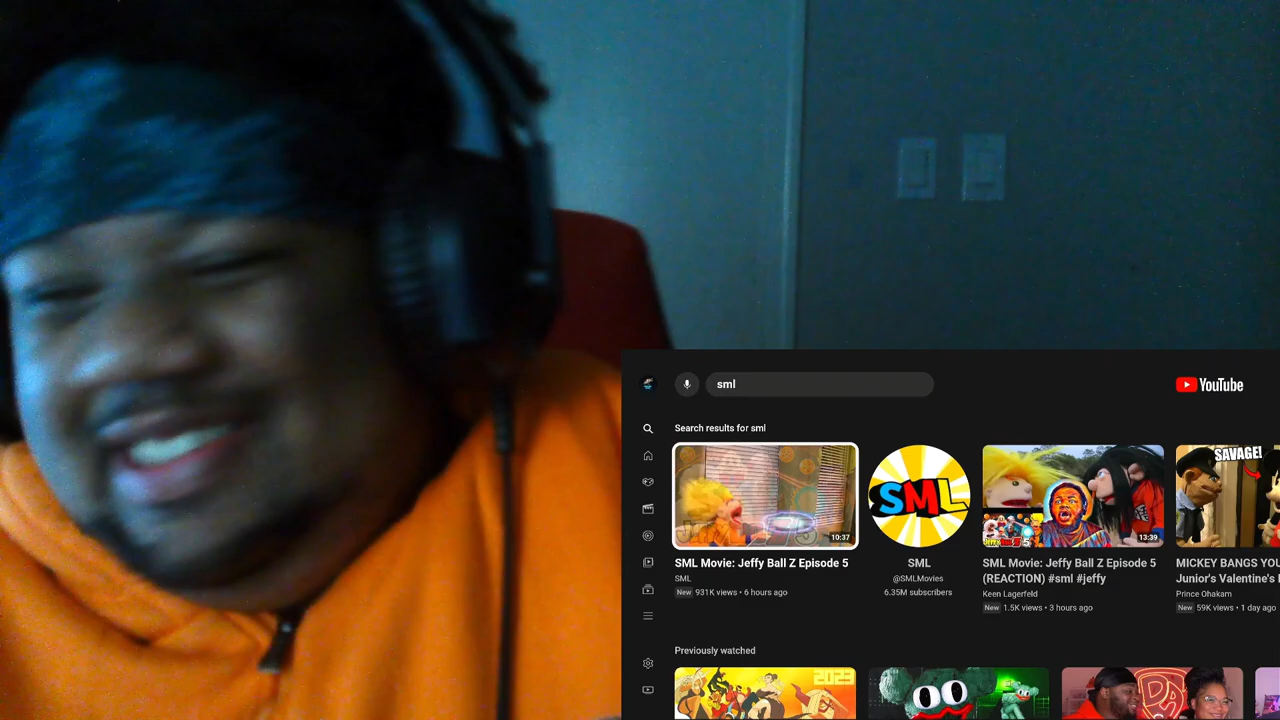 sml
YouTube
Search results for sml
10:37
SML Movie: Jeffy Ball Z Episode 5
SML
New 931K views • 6 hours ago
SML
SML
@SMLMovies
6.35M subscribers
13:39
SML Movie: Jeffy Ball Z Episode 5
(REACTION) #sml #jeffy
Keen Lagerfeld
New 1.5K views • 3 hours ago
SAVAGE!
MICKEY BANGS YOU
Junior's Valentine's
Prince Ohakam
New 59K views • 1 day ago
Previously watched
2023